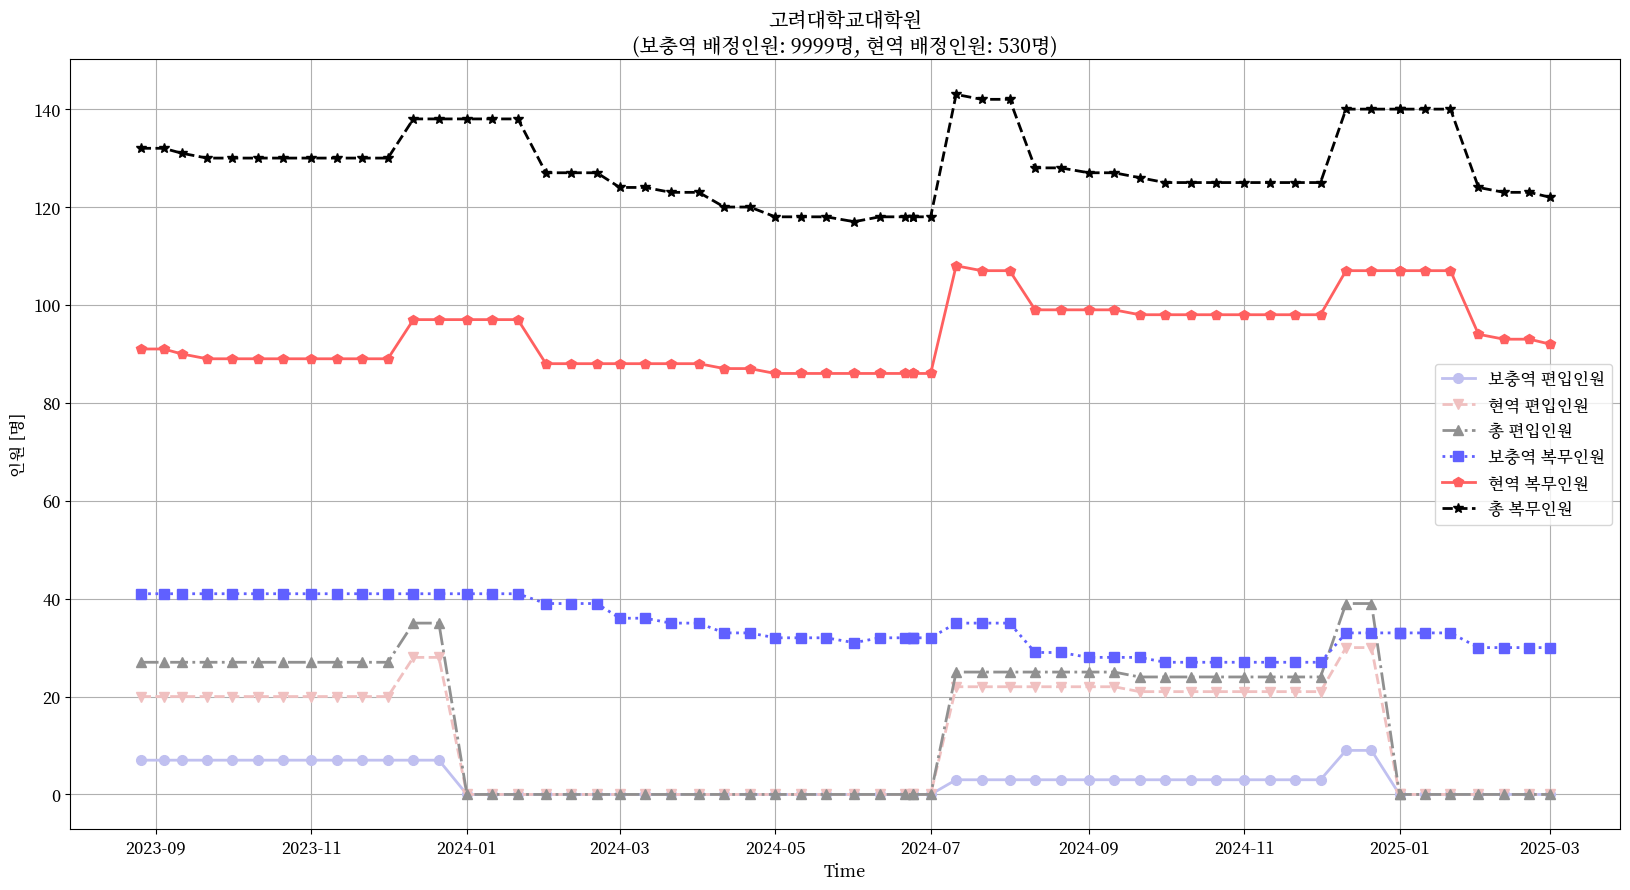 고려대학교대학원
(보충역 배정인원: 9999명, 현역 배정인원: 530명)
인원 [명]
140
120
100
80
60
40
20
0
보충역 편입인원
현역 편입인원
총 편입인원
보충역 복무인원
현역 복무인원
총 복무인원
2023-09
2023-11
2024-01
2024-03
2024-05
2024-07
2024-09
2024-11
2025-01
2025-03
Time